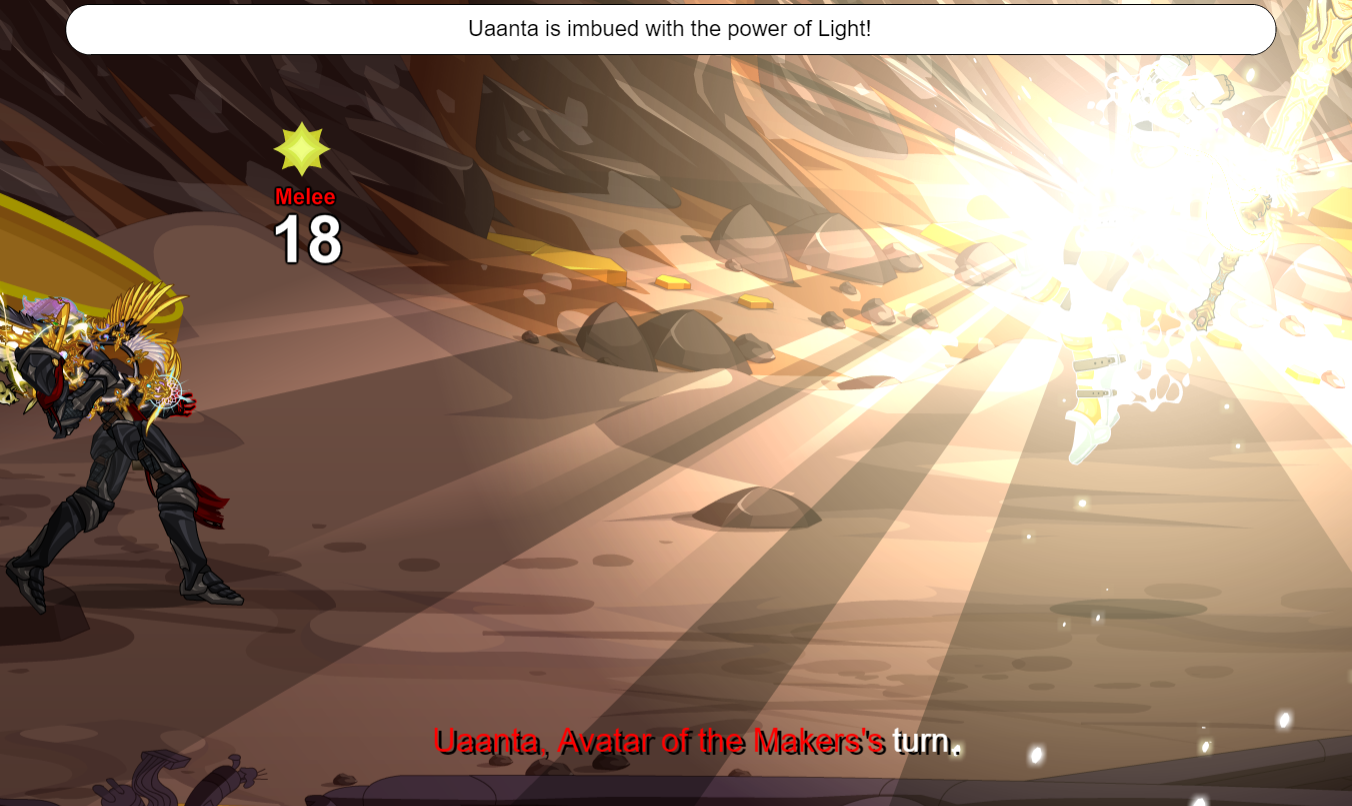 Uaanta is imbued with the power of Light!
Melee
18
Uaanta, Avatar of the Makers's turn.